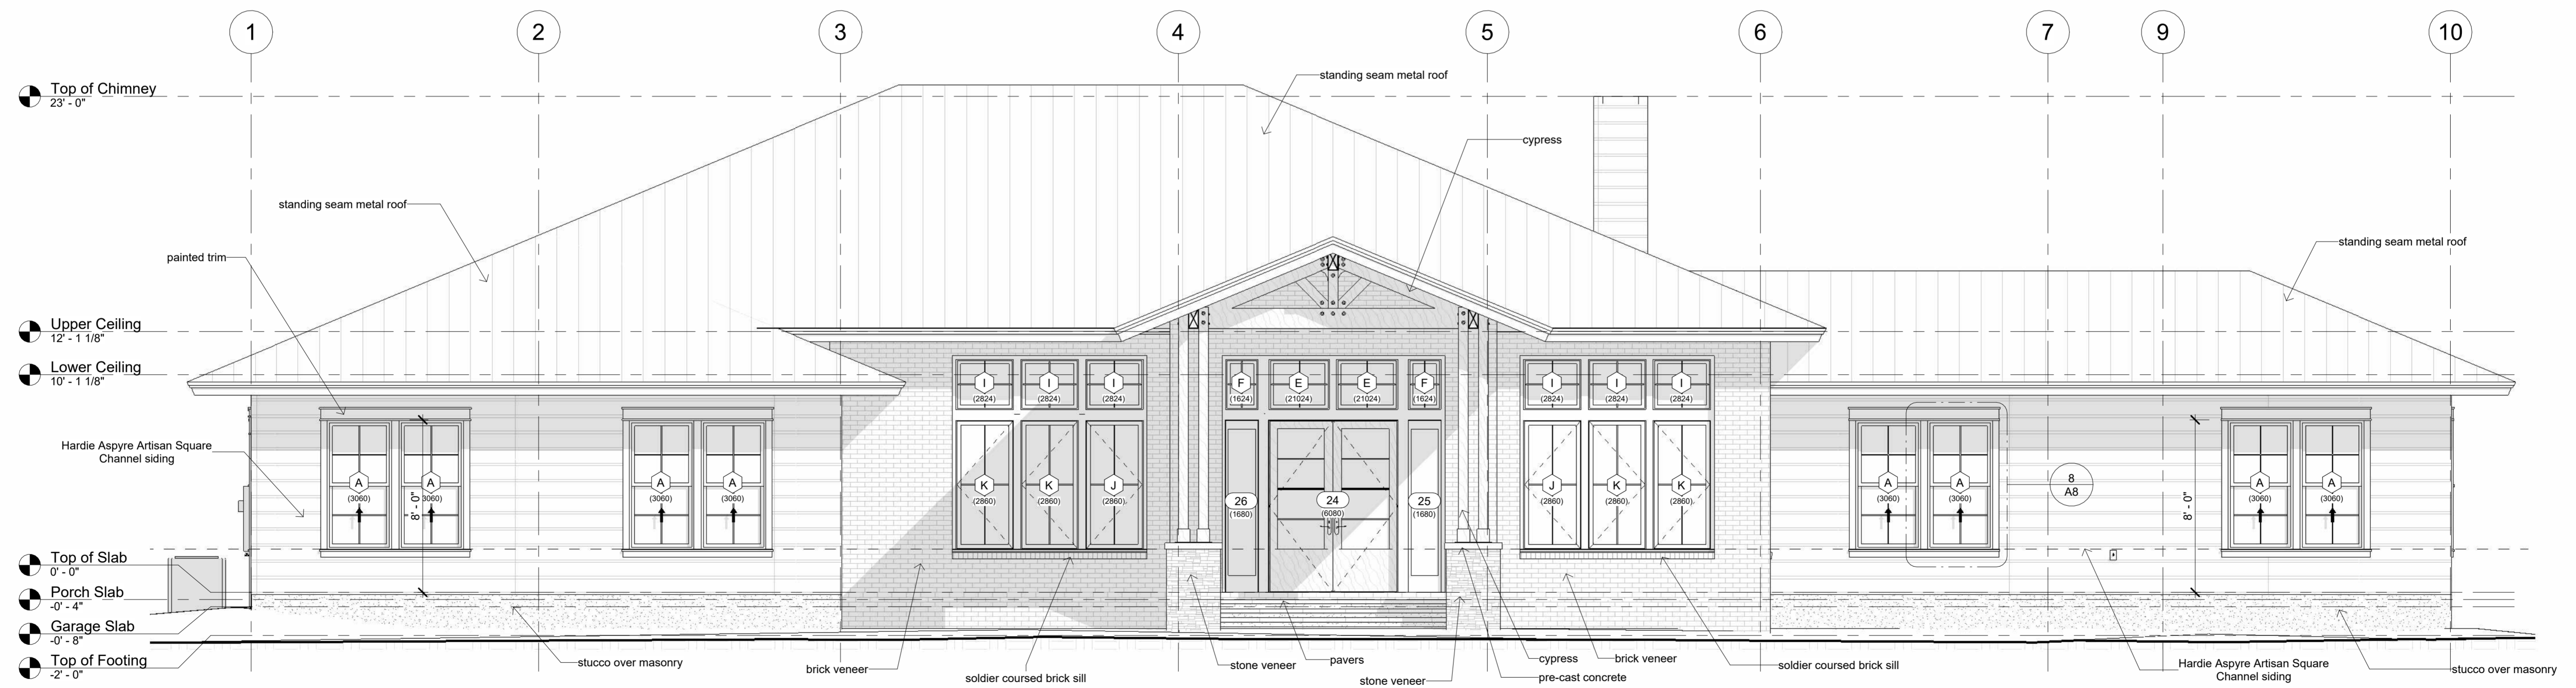 1 2 3 4 5 6 7 9 10
Top of Chimney
23' - 0"
standing seam metal roof
cypress
standing seam metal roof
standing seam metal roof
painted trim
Upper Ceiling
12' - 1 1/8"
Lower Ceiling
10' - 1 1/8"
I I I F E E F I I I
(2824) (2824) (2824) (1624) (21024) (21024) (1624) (2824) (2824) (2824)
Hardie Aspyre Artisan Square
Channel siding
A A A A K K J J K K A A A A
(3060) (3060) (3060) (3060) (2860) (2860) (2860) (2860) (2860) (2860) (3060) (3060) (3060) (3060)
8' - 0"
26 24 25
(1680) (6080) (1680)
8
A8
8' - 0"
Top of Slab
0' - 0"
Porch Slab
-0' - 4"
Garage Slab
-0' - 8"
Top of Footing
-2' - 0"
stucco over masonry
brick veneer
soldier coursed brick sill
stone veneer
pavers
stone veneer
cypress
pre-cast concrete
brick veneer
soldier coursed brick sill
Hardie Aspyre Artisan Square
Channel siding
stucco over masonry